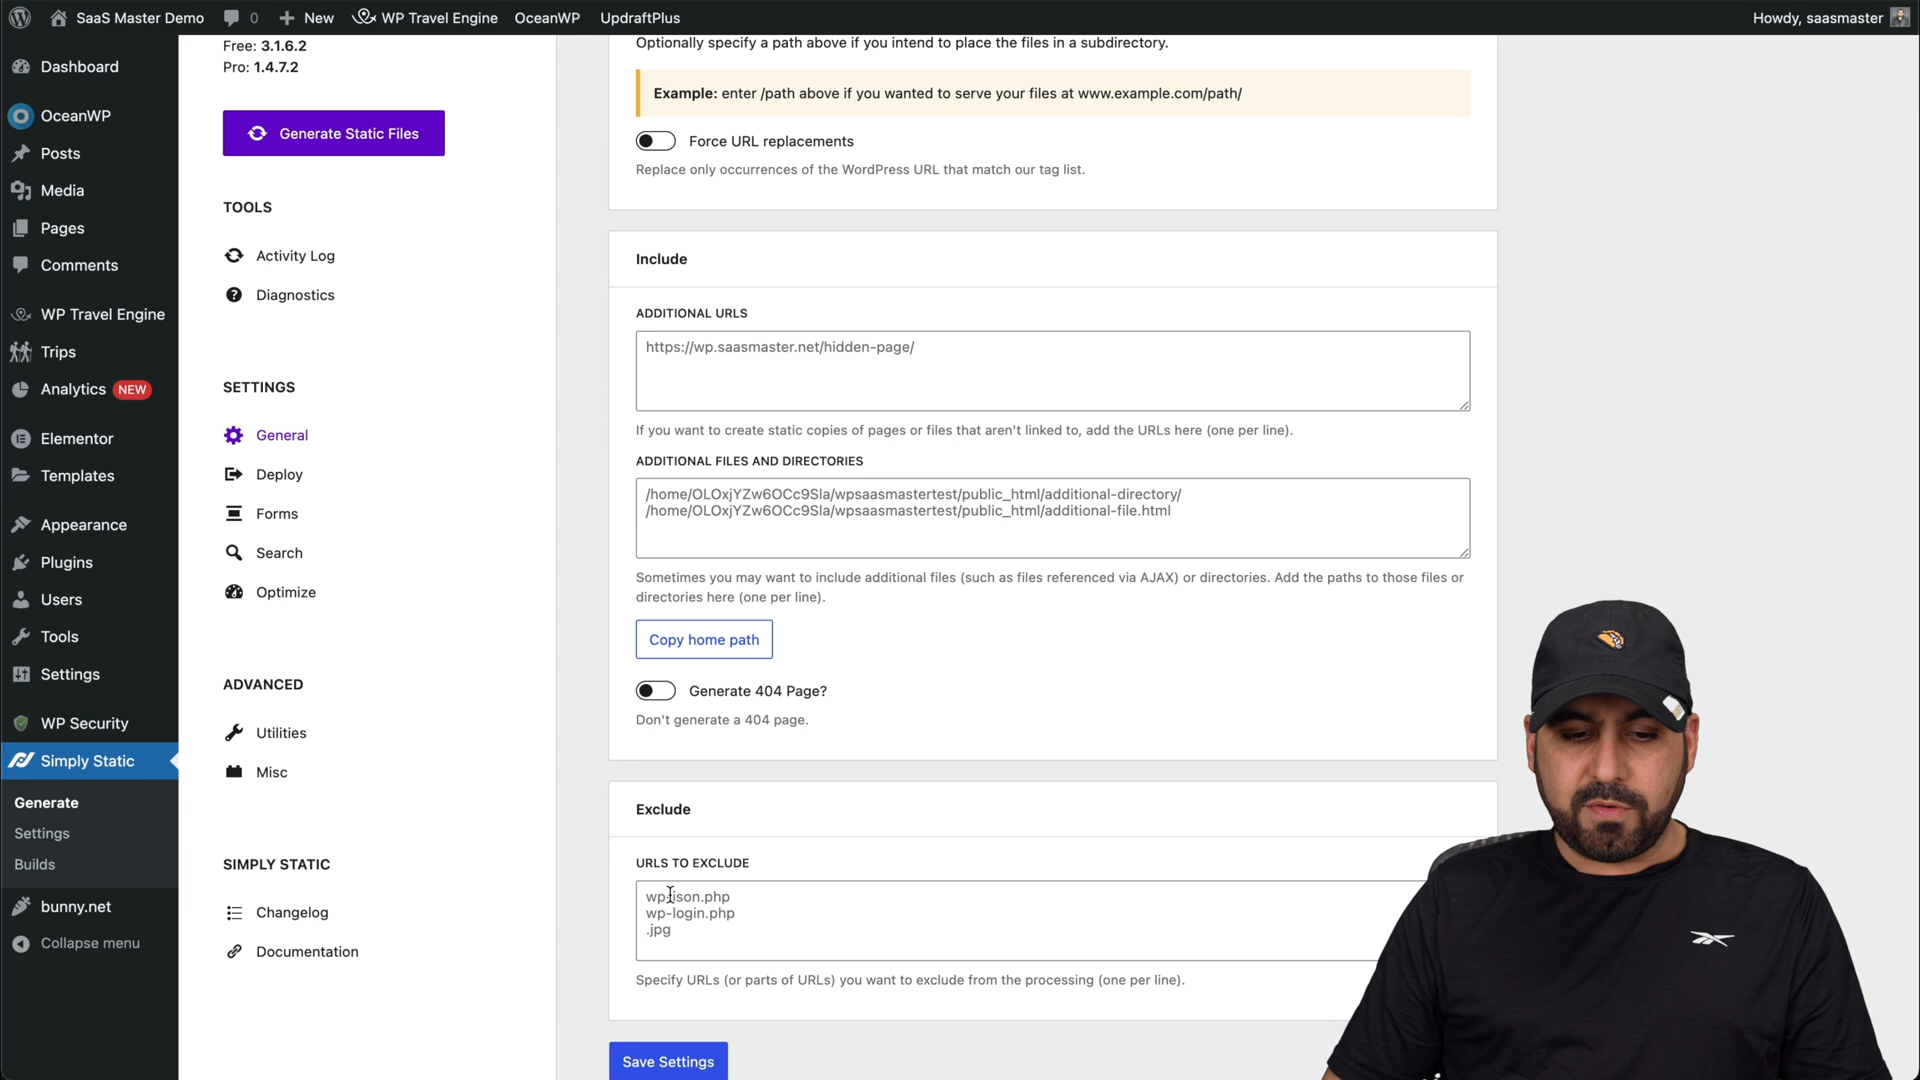 SaaS Master Demo
0
New
WP Travel Engine
OceanWP
UpdraftPlus
Howdy, saasmaster
Dashboard
OceanWP
Posts
Media
Pages
Comments
WP Travel Engine
Trips
Analytics NEW
Elementor
Templates
Appearance
Plugins
Users
Tools
Settings
WP Security
Simply Static
Generate
Settings
Builds
bunny.net
Collapse menu
Free: 3.1.6.2
Pro: 1.4.7.2
Generate Static Files
TOOLS
Activity Log
Diagnostics
SETTINGS
General
Deploy
Forms
Search
Optimize
ADVANCED
Utilities
Misc
SIMPLY STATIC
Changelog
Documentation
Optionally specify a path above if you intend to place the files in a subdirectory.
Example: enter /path above if you wanted to serve your files at www.example.com/path/
Force URL replacements
Replace only occurrences of the WordPress URL that match our tag list.
Include
ADDITIONAL URLS
https://wp.saasmaster.net/hidden-page/
If you want to create static copies of pages or files that aren't linked to, add the URLs here (one per line).
ADDITIONAL FILES AND DIRECTORIES
/home/OLOxjYZw6OCc9Sla/wpsaasmastertest/public_html/additional-directory/
/home/OLOxjYZw6OCc9Sla/wpsaasmastertest/public_html/additional-file.html
Sometimes you may want to include additional files (such as files referenced via AJAX) or directories. Add the paths to those files or
directories here (one per line).
Copy home path
Generate 404 Page?
Don't generate a 404 page.
Exclude
URLS TO EXCLUDE
wp-json.php
wp-login.php
.jpg
Specify URLs (or parts of URLs) you want to exclude from the processing (one per line).
Save Settings